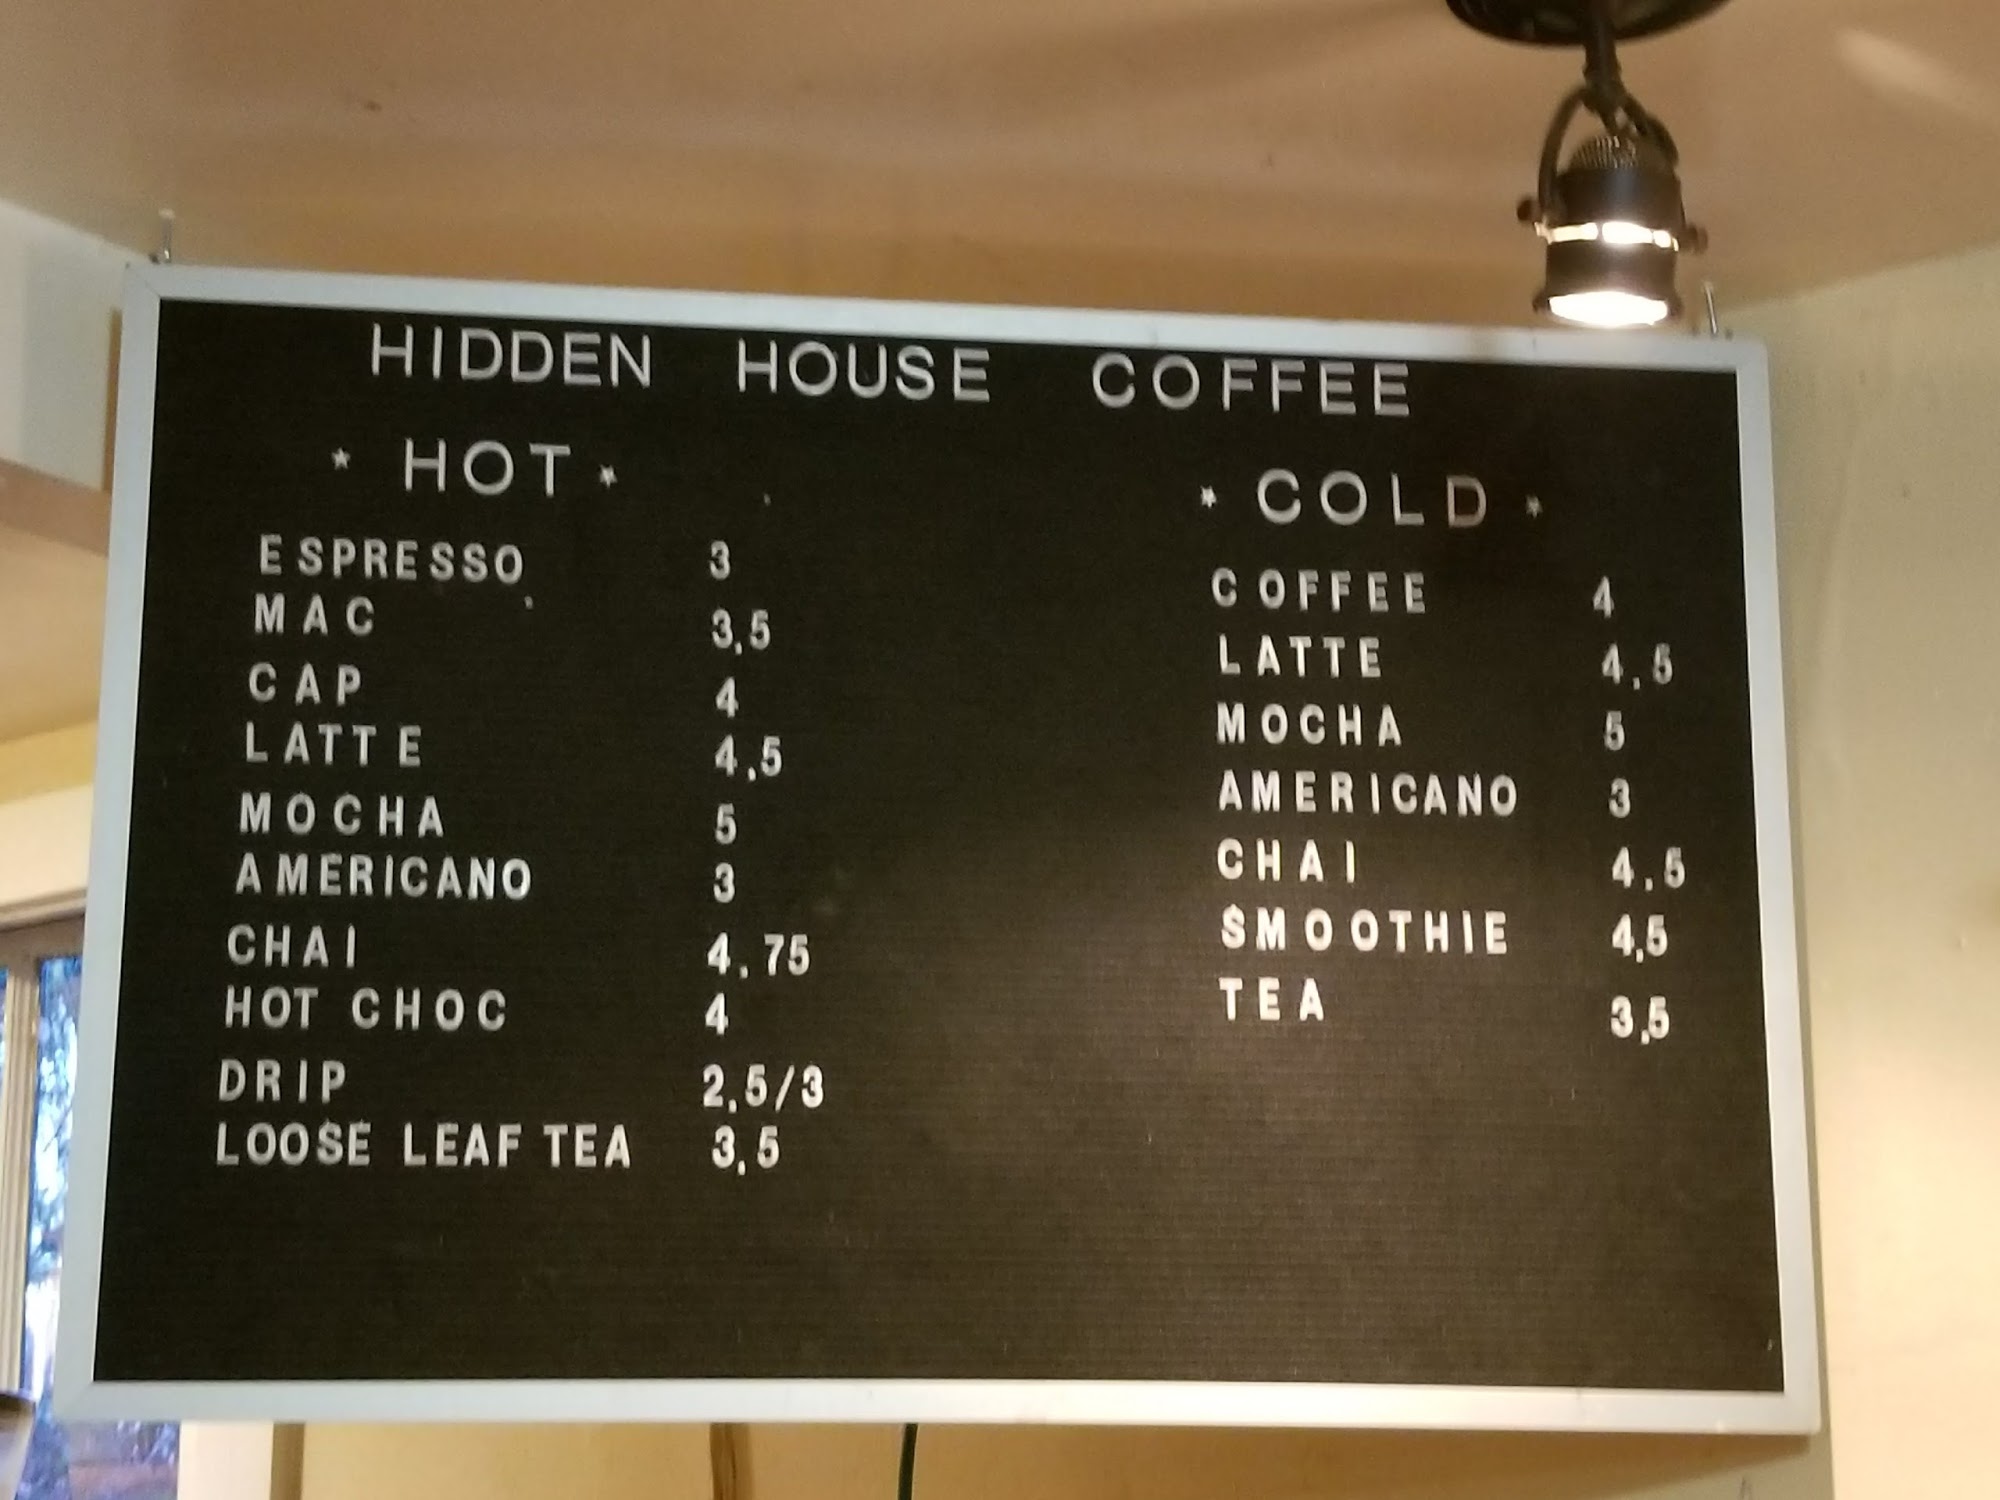 HIDDEN HOUSE COFFEE
* HOT *
ESPRESSO 3
MAC 3,5
CAP 4
LATTE 4,5
MOCHA 5
AMERICANO 3
CHAI 4.75
HOT CHOC 4
DRIP 2,5/3
LOOSE LEAF TEA 3,5
* COLD *
COFFEE 4
LATTE 4.5
MOCHA 5
AMERICANO 3
CHAI 4.5
SMOOTHIE 4,5
TEA 3,5